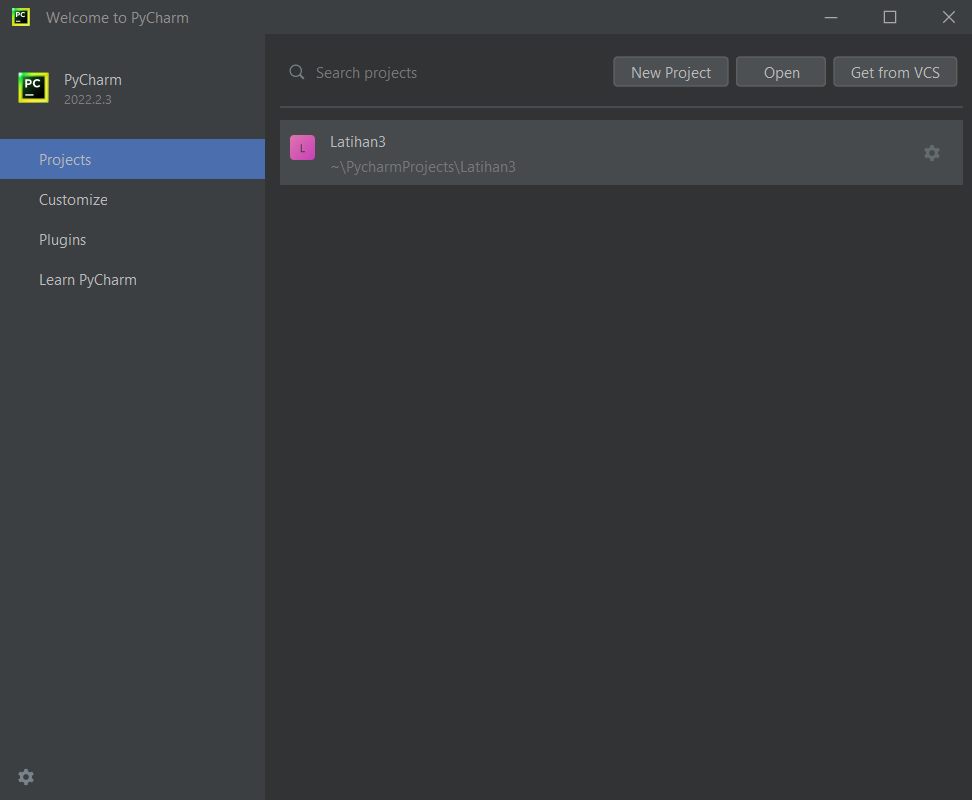 PC Welcome to PyCharm
PC
PyCharm
2022.2.3
Projects
Customize
Plugins
Learn PyCharm
Search projects
New Project
Open
Get from VCS
L
Latihan3
~\PycharmProjects\Latihan3